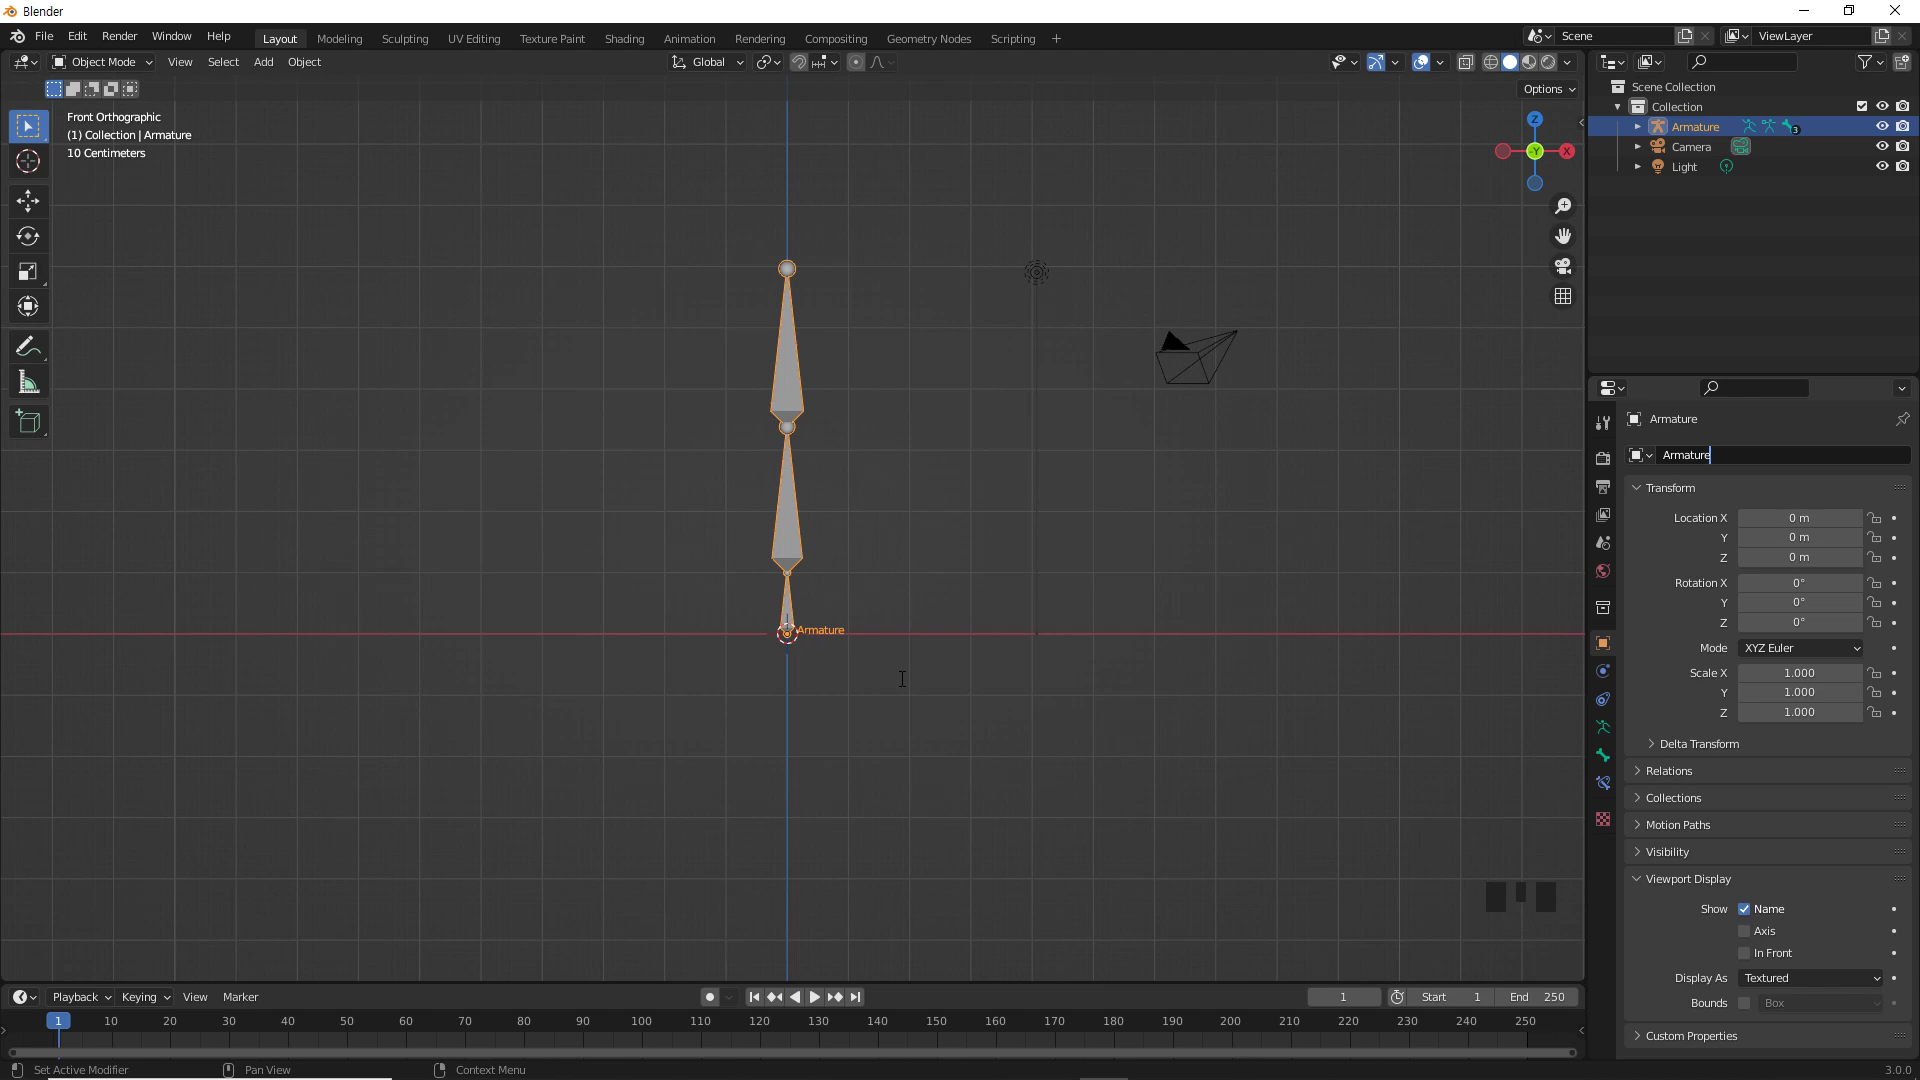 Blender
File Edit Render Window Help
Layout Modeling Sculpting UV Editing Texture Paint Shading Animation Rendering Compositing Geometry Nodes Scripting +
Scene
ViewLayer
Object Mode View Select Add Object
Global
Options
Front Orthographic
(1) Collection | Armature
10 Centimeters
Z
-Y
X
Armature
Scene Collection
Collection
Armature 3
Camera
Light
Armature
Armature
Transform
Location X 0 m
Y 0 m
Z 0 m
Rotation X 0°
Y 0°
Z 0°
Mode XYZ Euler
Scale X 1.000
Y 1.000
Z 1.000
Delta Transform
Relations
Collections
Motion Paths
Visibility
Viewport Display
Show Name
Axis
In Front
Display As Textured
Bounds Box
Custom Properties
Playback Keying View Marker
1 Start 1 End 250
1 10 20 30 40 50 60 70 80 90 100 110 120 130 140 150 160 170 180 190 200 210 220 230 240 250
Set Active Modifier Pan View Context Menu 3.0.0